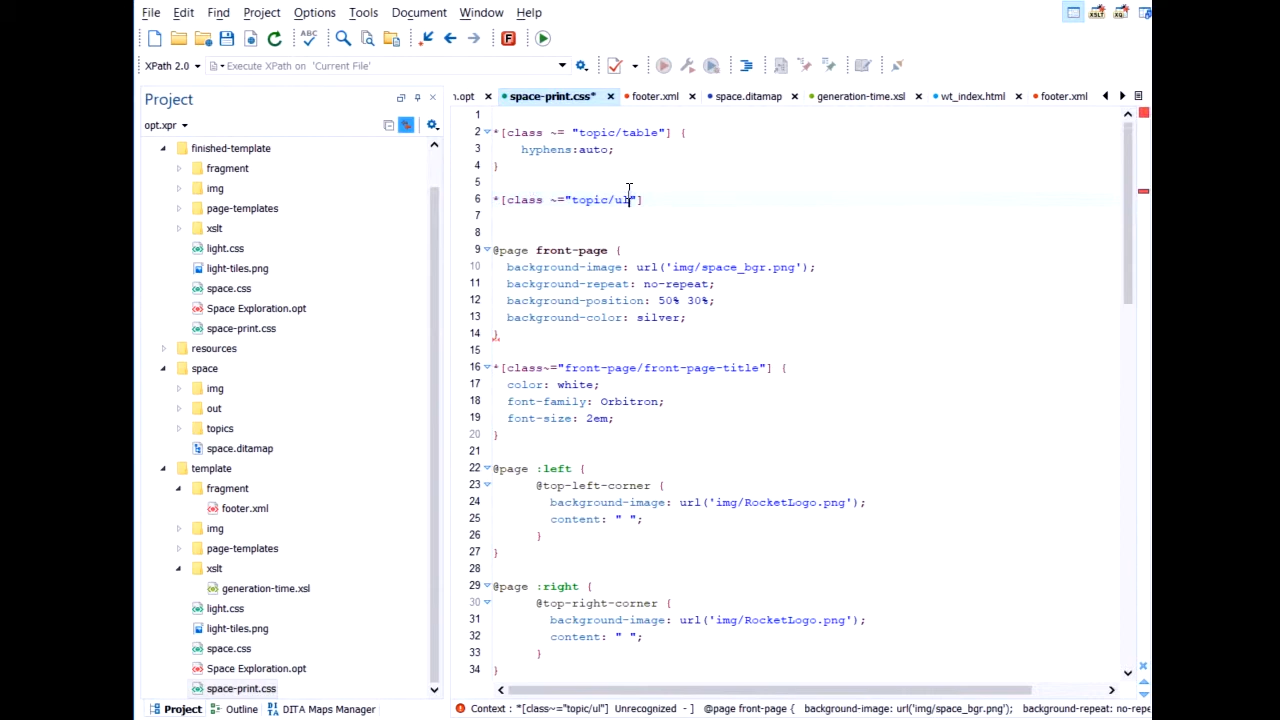 File Edit Find Project Options Tools Document Window Help
XPath 2.0 Execute XPath on 'Current File'
Project
opt.xpr
finished-template
fragment
img
page-templates
xslt
light.css
light-tiles.png
space.css
Space Exploration.opt
space-print.css
resources
space
img
out
topics
space.ditamap
template
fragment
footer.xml
img
page-templates
xslt
generation-time.xsl
light.css
light-tiles.png
space.css
Space Exploration.opt
space-print.css
Project Outline DITA Maps Manager
n.opt space-print.css* footer.xml space.ditamap generation-time.xsl wt_index.html footer.xml
1
2 *[class ~= "topic/table"] {
3 hyphens:auto;
4 }
5
6 *[class ~="topic/ul"]
7
8
9 @page front-page {
10 background-image: url('img/space_bgr.png');
11 background-repeat: no-repeat;
12 background-position: 50% 30%;
13 background-color: silver;
14 }
15
16 *[class~="front-page/front-page-title"] {
17 color: white;
18 font-family: Orbitron;
19 font-size: 2em;
20 }
21
22 @page :left {
23 @top-left-corner {
24 background-image: url('img/RocketLogo.png');
25 content: " ";
26 }
27 }
28
29 @page :right {
30 @top-right-corner {
31 background-image: url('img/RocketLogo.png');
32 content: " ";
33 }
34 }
Context : *[class~="topic/ul"] Unrecognized - ] @page front-page { background-image: url('img/space_bgr.png'); background-repeat: no-repe